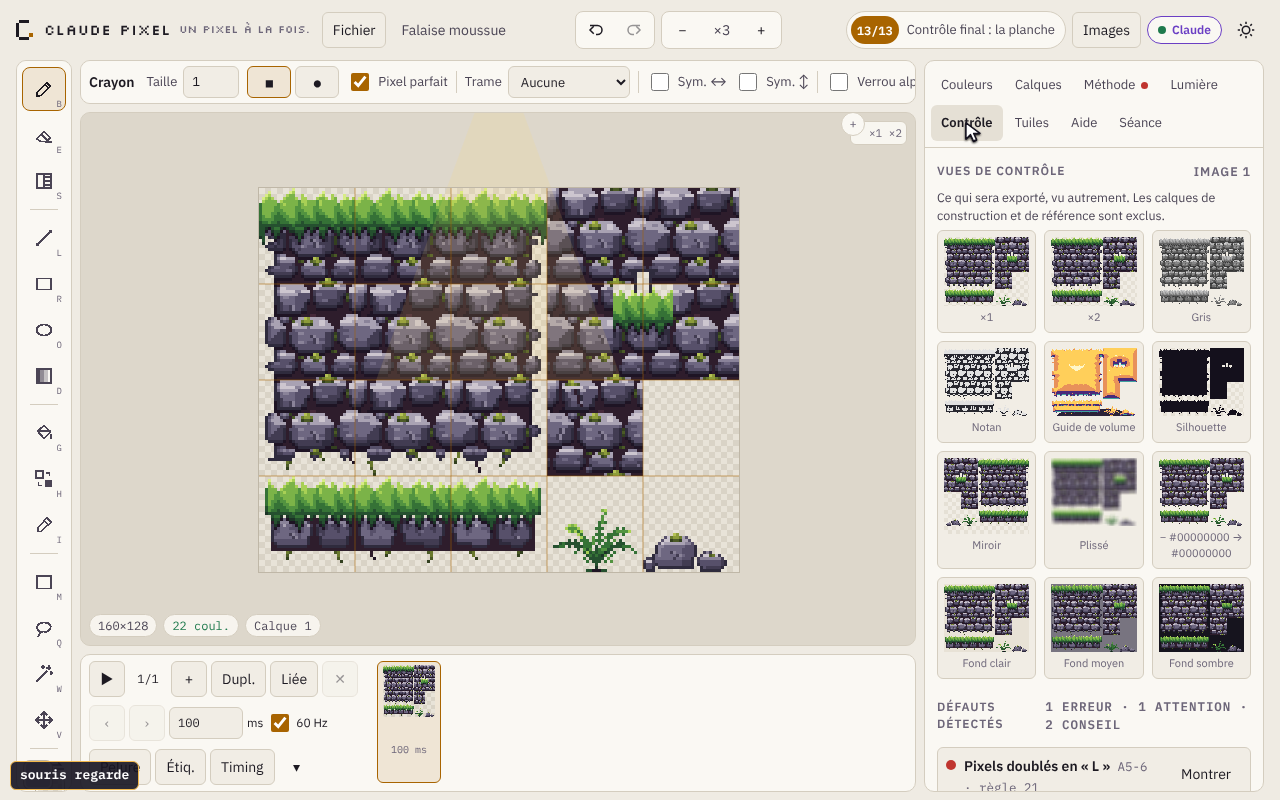 CLAUDE PIXEL UN PIXEL À LA FOIS. Fichier Falaise moussue − ×3 + 13/13 Contrôle final : la planche Images Claude
Crayon Taille 1 Pixel parfait Trame Aucune Sym. ↔ Sym. ↕ Verrou alp
B
E
S
L
R
O
D
G
H
I
M
Q
W
V
+ ×1 ×2
160×128 22 coul. Calque 1
1/1 + Dupl. Liée ×
‹ › 100 ms 60 Hz
Étiq. Timing ▼
100 ms
souris regarde
Couleurs Calques Méthode Lumière
Contrôle Tuiles Aide Séance
VUES DE CONTRÔLE IMAGE 1
Ce qui sera exporté, vu autrement. Les calques de
construction et de référence sont exclus.
×1 ×2 Gris
Notan Guide de volume Silhouette
Miroir Plissé − #00000000 →
#00000000
Fond clair Fond moyen Fond sombre
DÉFAUTS 1 ERREUR · 1 ATTENTION ·
DÉTECTÉS 2 CONSEIL
Pixels doublés en « L » A5-6 Montrer
· règle 21